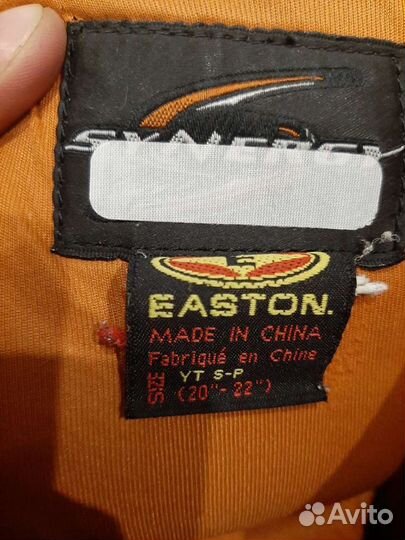 SYNERGY
EASTON.
MADE IN CHINA
Fabriqué en Chine
SIZE YT S-P
(20"- 22")
Avito